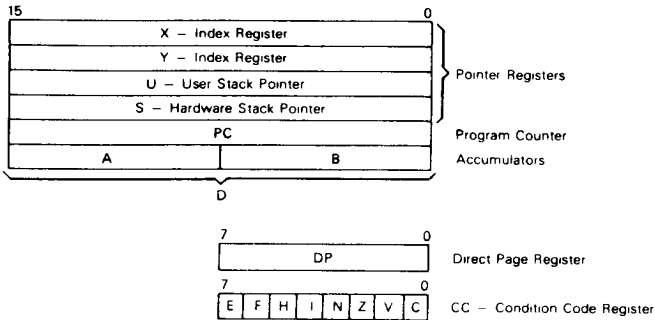 15 0
X – Index Register
Y – Index Register
U – User Stack Pointer
S – Hardware Stack Pointer
Pointer Registers
PC Program Counter
A B Accumulators
D
7 0
DP Direct Page Register
7 0
E F H I N Z V C CC – Condition Code Register